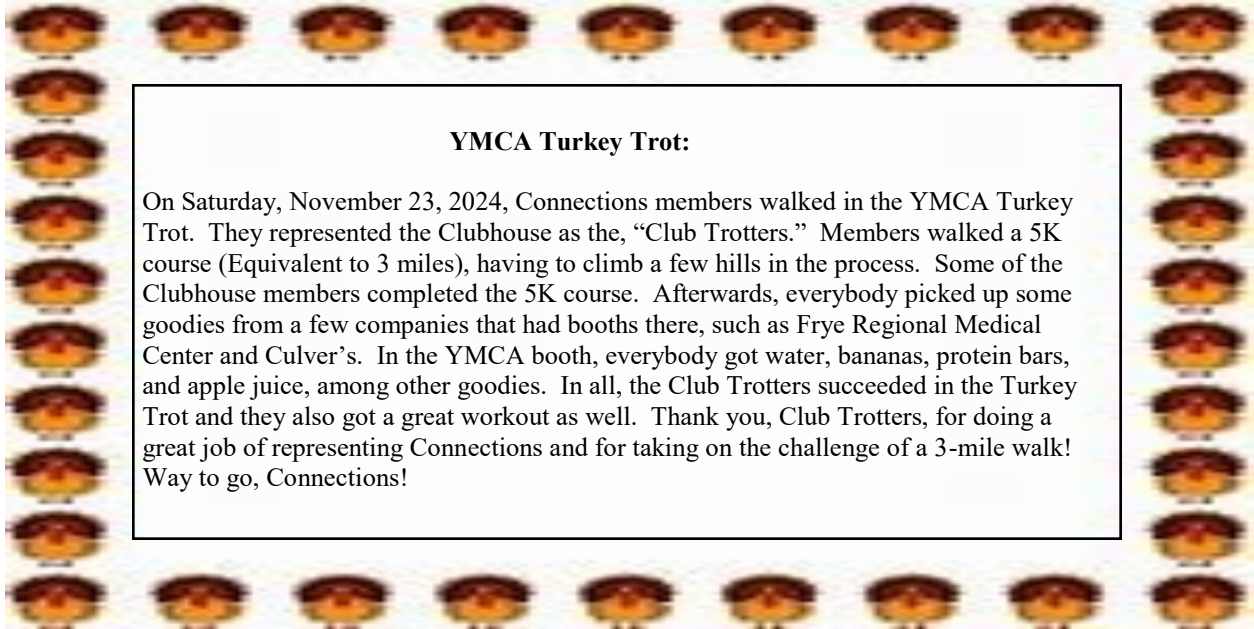 YMCA Turkey Trot:
On Saturday, November 23, 2024, Connections members walked in the YMCA Turkey
Trot.  They represented the Clubhouse as the, “Club Trotters.”  Members walked a 5K
course (Equivalent to 3 miles), having to climb a few hills in the process.  Some of the
Clubhouse members completed the 5K course.  Afterwards, everybody picked up some
goodies from a few companies that had booths there, such as Frye Regional Medical
Center and Culver’s.  In the YMCA booth, everybody got water, bananas, protein bars,
and apple juice, among other goodies.  In all, the Club Trotters succeeded in the Turkey
Trot and they also got a great workout as well.  Thank you, Club Trotters, for doing a
great job of representing Connections and for taking on the challenge of a 3-mile walk!
Way to go, Connections!